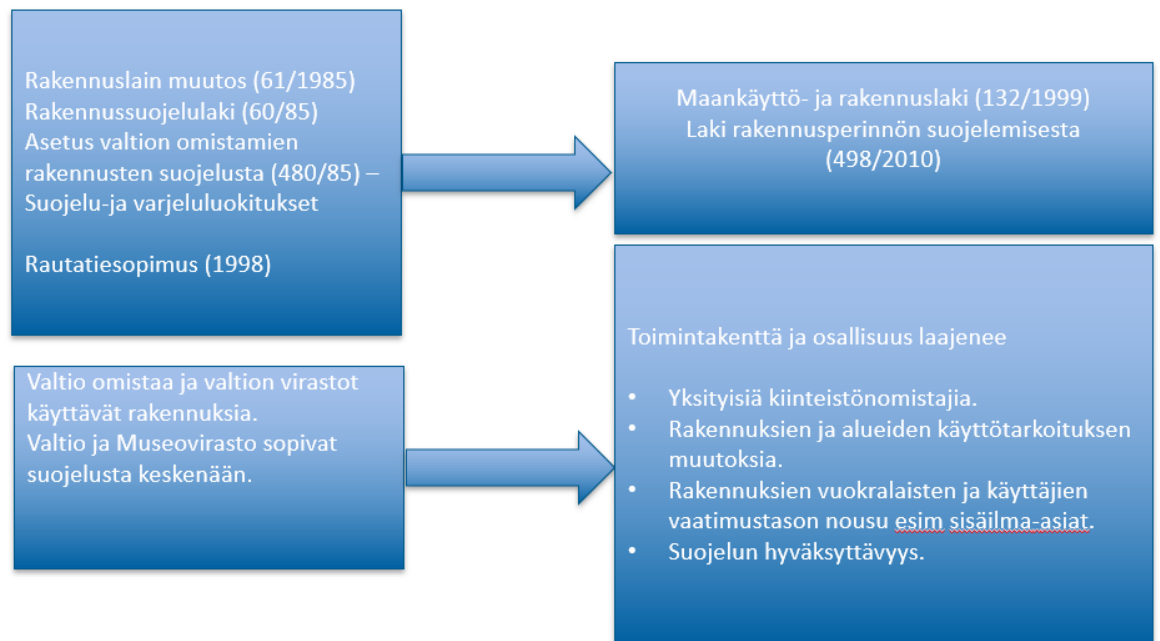 Rakennuslain muutos (61/1985)
Rakennussuojelulaki (60/85)
Asetus valtion omistamien
rakennusten suojelusta (480/85) –
Suojelu-ja varjeluluokitukset
Rautatiesopimus (1998)
Maankäyttö- ja rakennuslaki (132/1999)
Laki rakennusperinnön suojelemisesta
(498/2010)
Valtio omistaa ja valtion virastot
käyttävät rakennuksia.
Valtio ja Museovirasto sopivat
suojelusta keskenään.
Toimintakenttä ja osallisuus laajenee
• Yksityisiä kiinteistönomistajia.
• Rakennuksien ja alueiden käyttötarkoituksen
muutoksia.
• Rakennuksien vuokralaisten ja käyttäjien
vaatimustason nousu esim sisäilma-asiat.
• Suojelun hyväksyttävyys.